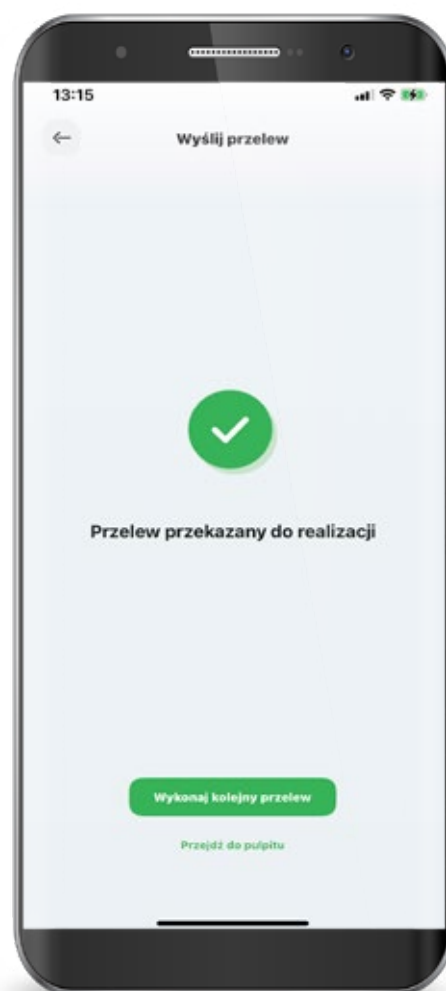 13:15
Wyślij przelew
Przelew przekazany do realizacji
Wykonaj kolejny przelew
Przejdź do pulpitu